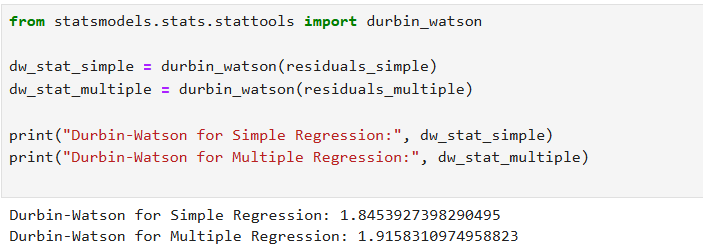 from statsmodels.stats.stattools import durbin_watson
dw_stat_simple = durbin_watson(residuals_simple)
dw_stat_multiple = durbin_watson(residuals_multiple)
print("Durbin-Watson for Simple Regression:", dw_stat_simple)
print("Durbin-Watson for Multiple Regression:", dw_stat_multiple)
Durbin-Watson for Simple Regression: 1.8453927398290495
Durbin-Watson for Multiple Regression: 1.9158310974958823